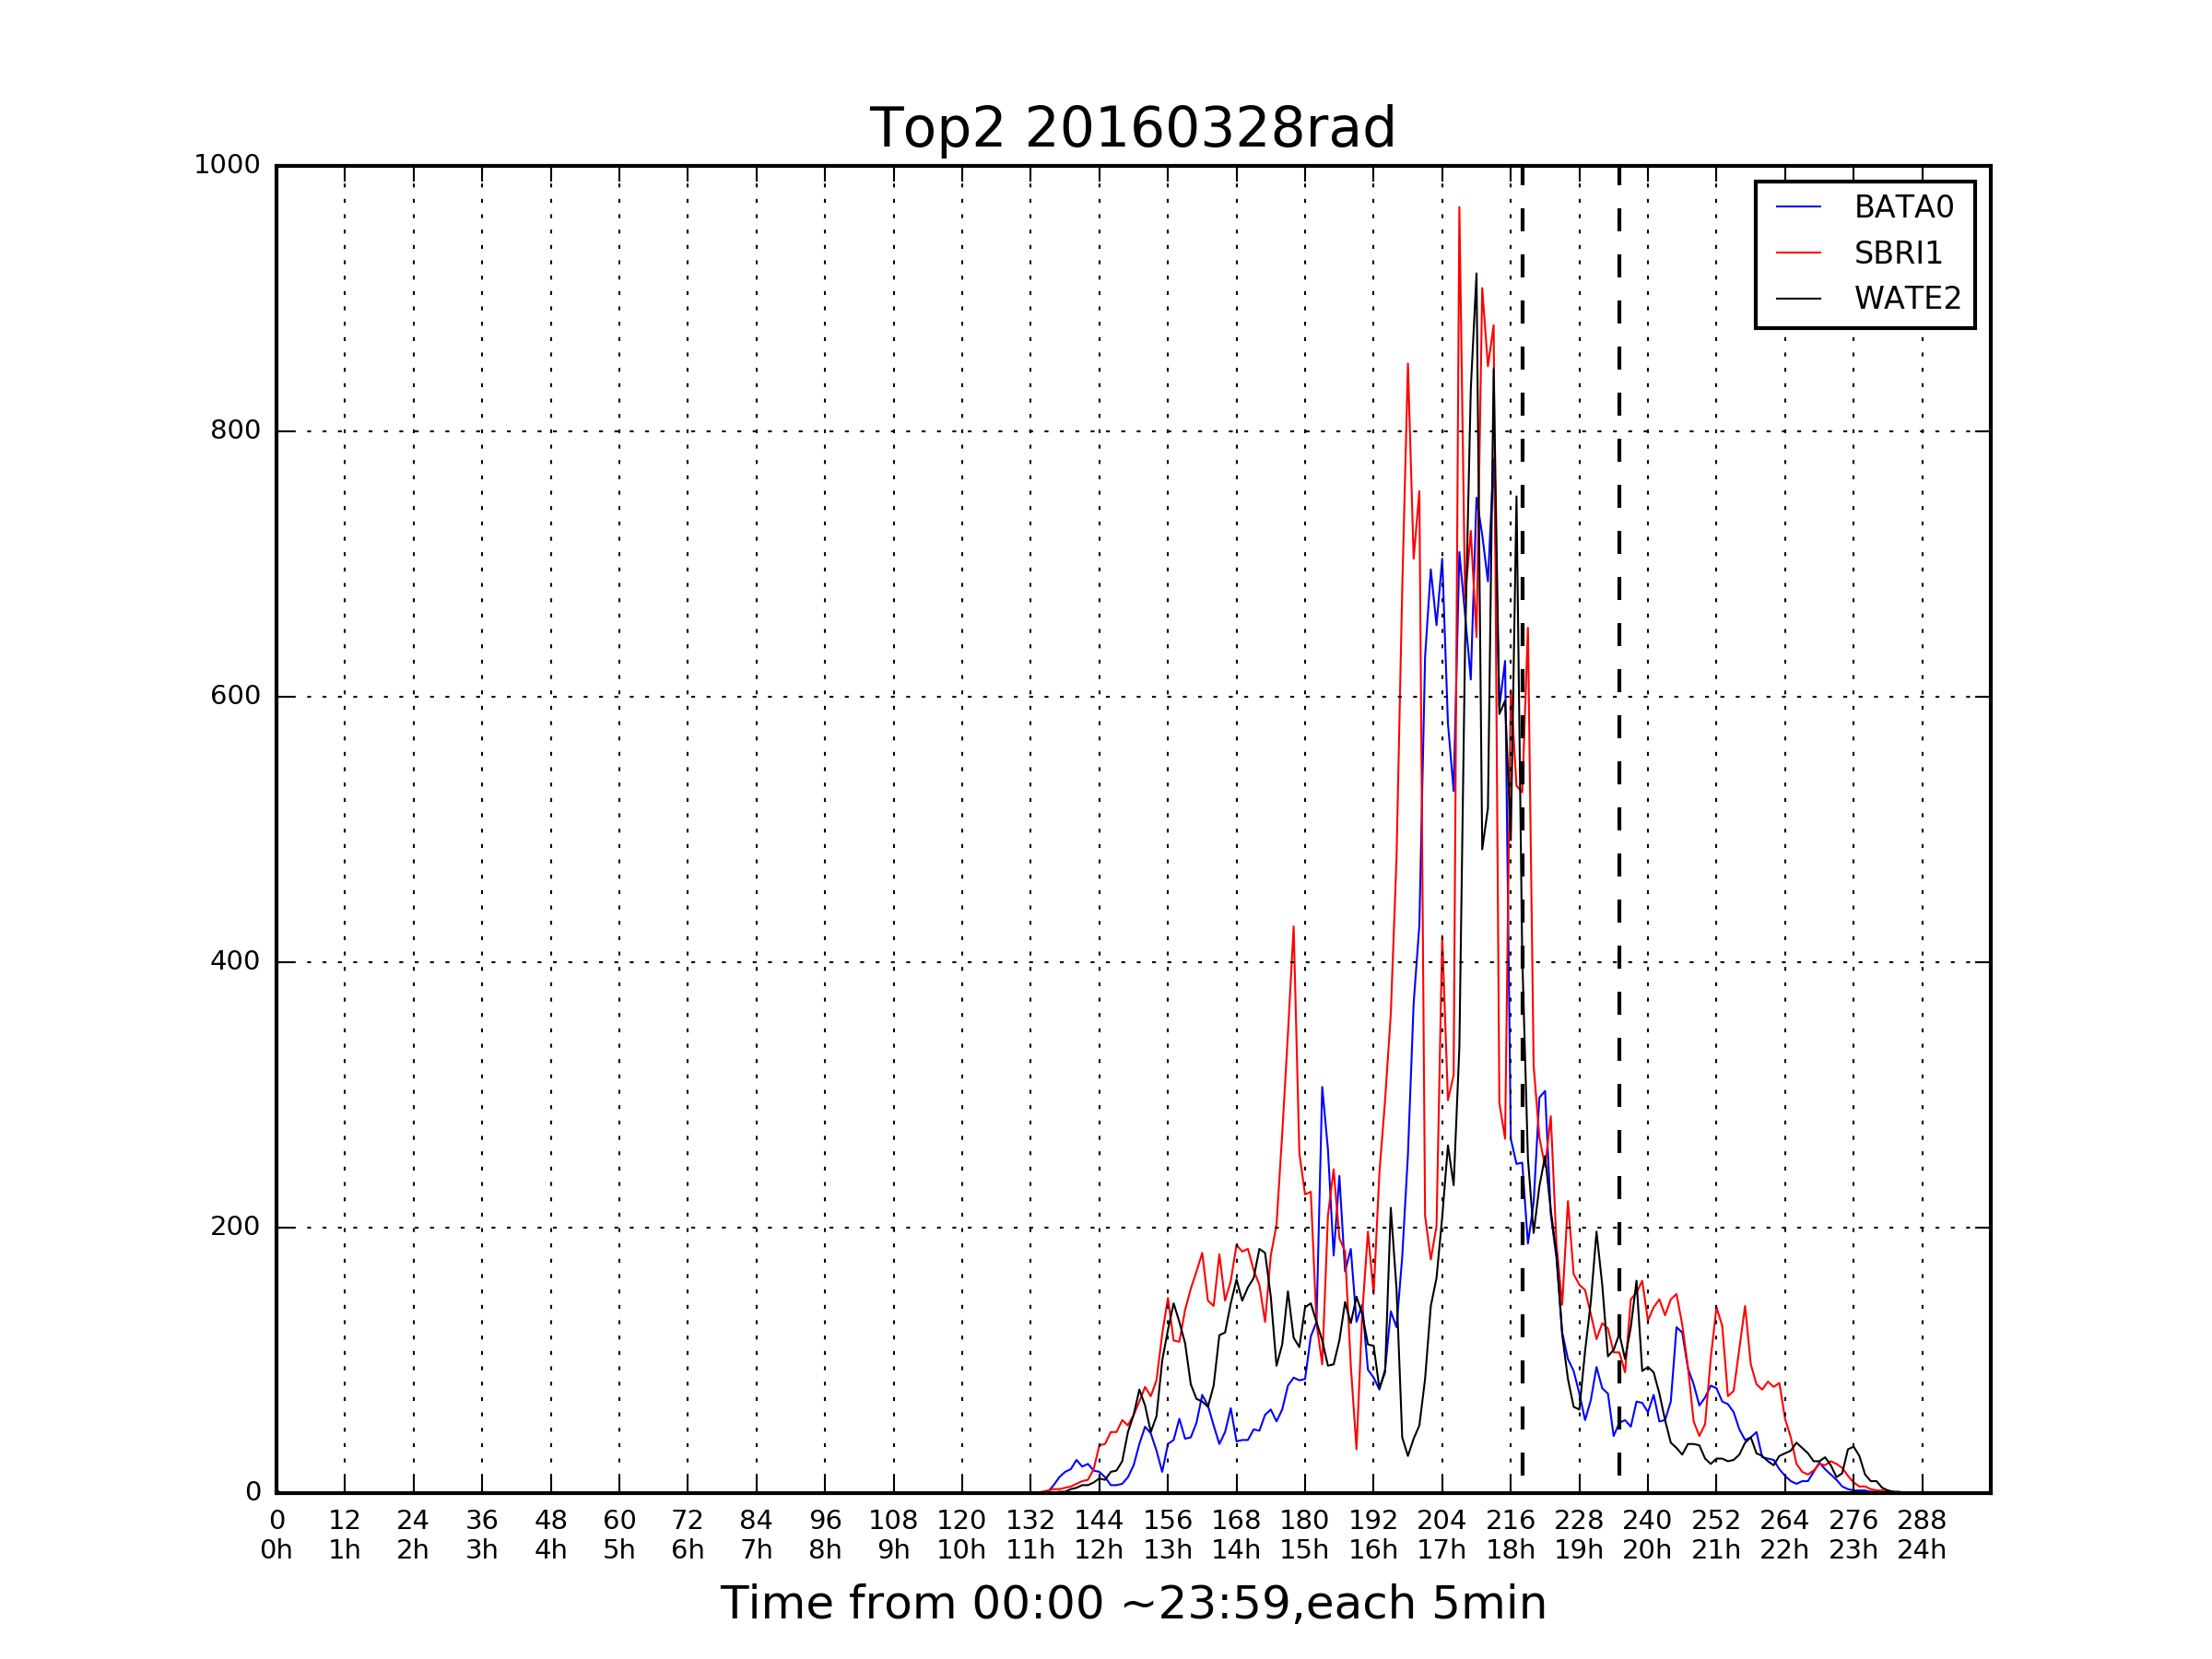 Top2 20160328rad
1000
800
600
400
200
0
BATA0
SBRI1
WATE2
0 12 24 36 48 60 72 84 96 108 120 132 144 156 168 180 192 204 216 228 240 252 264 276 288
0h 1h 2h 3h 4h 5h 6h 7h 8h 9h 10h 11h 12h 13h 14h 15h 16h 17h 18h 19h 20h 21h 22h 23h 24h
Time from 00:00 ~23:59,each 5min